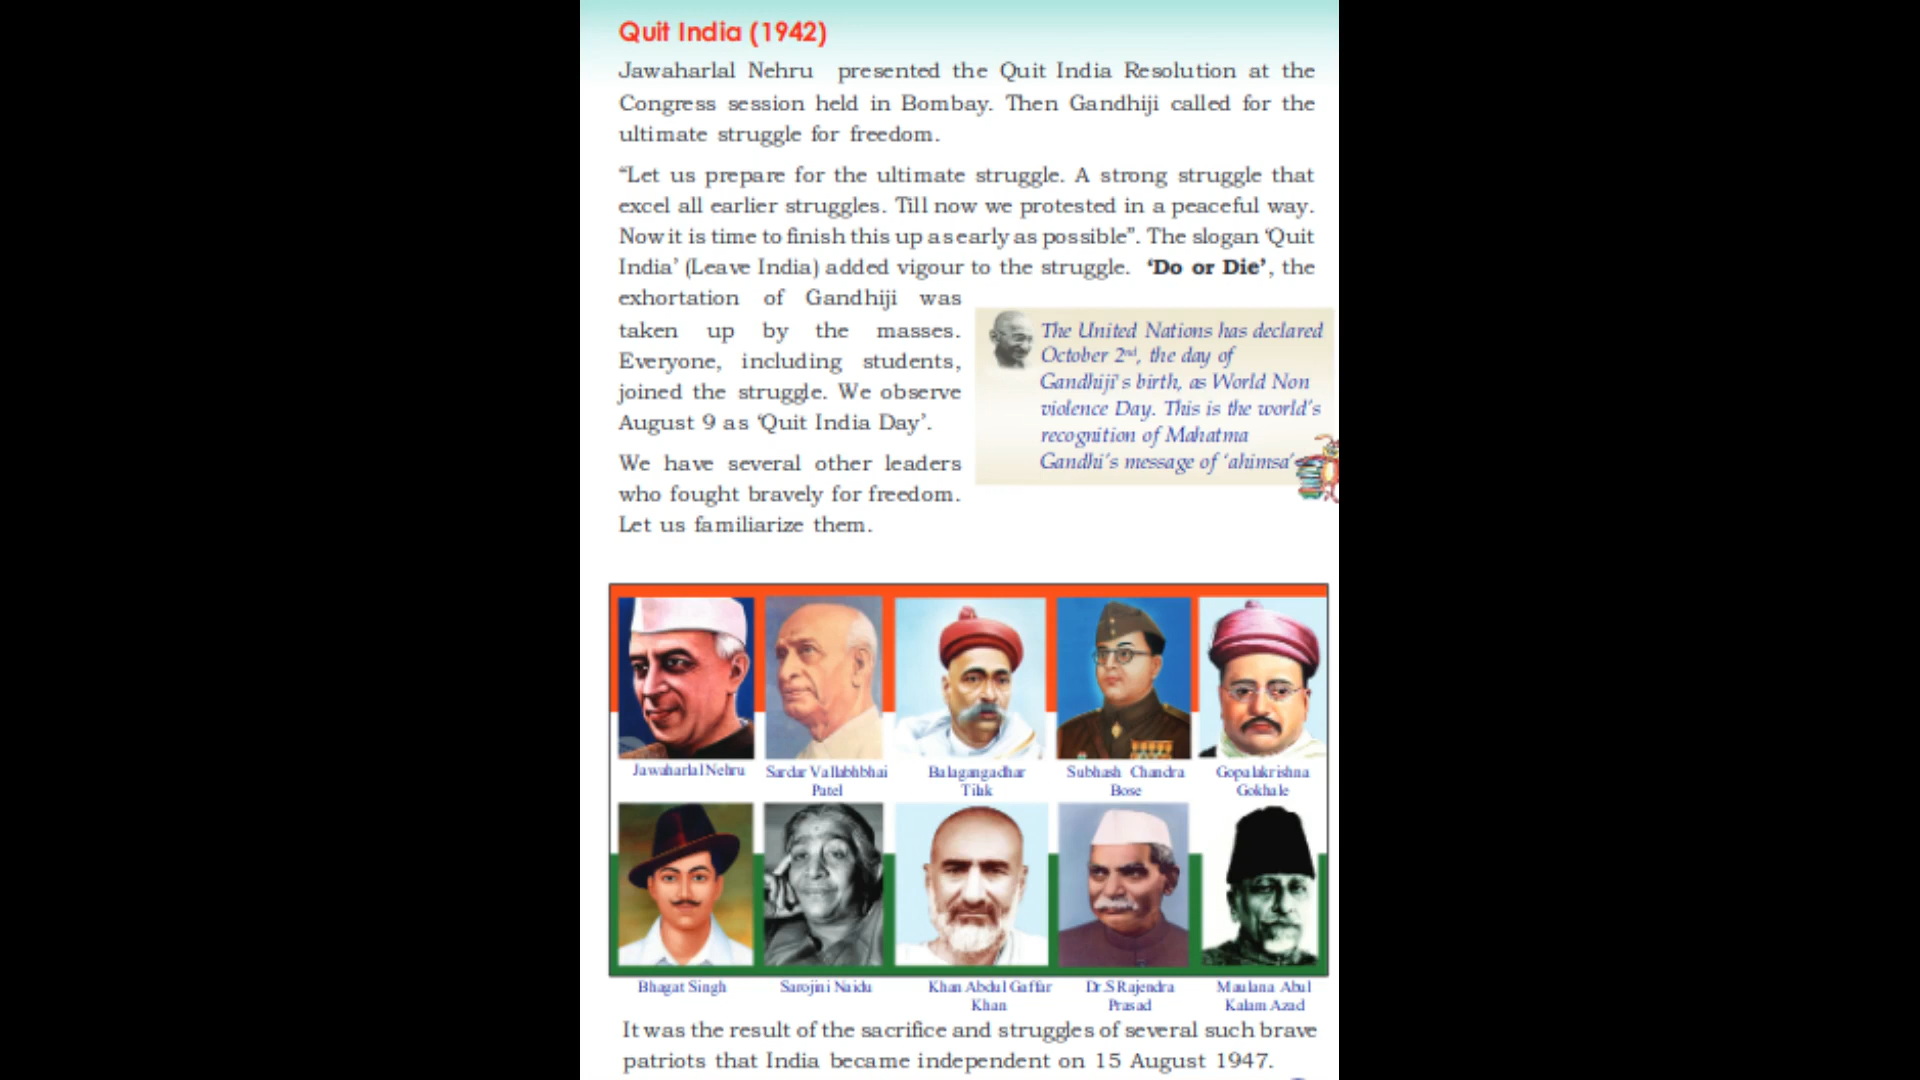 Quit India (1942)
Jawaharlal Nehru presented the Quit India Resolution at the
Congress session held in Bombay. Then Gandhiji called for the
ultimate struggle for freedom.
“Let us prepare for the ultimate struggle. A strong struggle that
excel all earlier struggles. Till now we protested in a peaceful way.
Now it is time to finish this up as early as possible”. The slogan ‘Quit
India’ (Leave India) added vigour to the struggle. ‘Do or Die’, the
exhortation of Gandhiji was
taken up by the masses.
Everyone, including students,
joined the struggle. We observe
August 9 as ‘Quit India Day’.
We have several other leaders
who fought bravely for freedom.
Let us familiarize them.
The United Nations has declared
October 2nd, the day of
Gandhiji's birth, as World Non
violence Day. This is the world’s
recognition of Mahatma
Gandhi’s message of ‘ahimsa’
Jawaharlal Nehru
Sardar Vallabhbhai
Patel
Balagangadhar
Tilak
Subhash Chandra
Bose
Gopalakrishna
Gokhale
Bhagat Singh
Sarojini Naidu
Khan Abdul Gaffar
Khan
Dr.S Rajendra
Prasad
Maulana Abul
Kalam Azad
It was the result of the sacrifice and struggles of several such brave
patriots that India became independent on 15 August 1947.